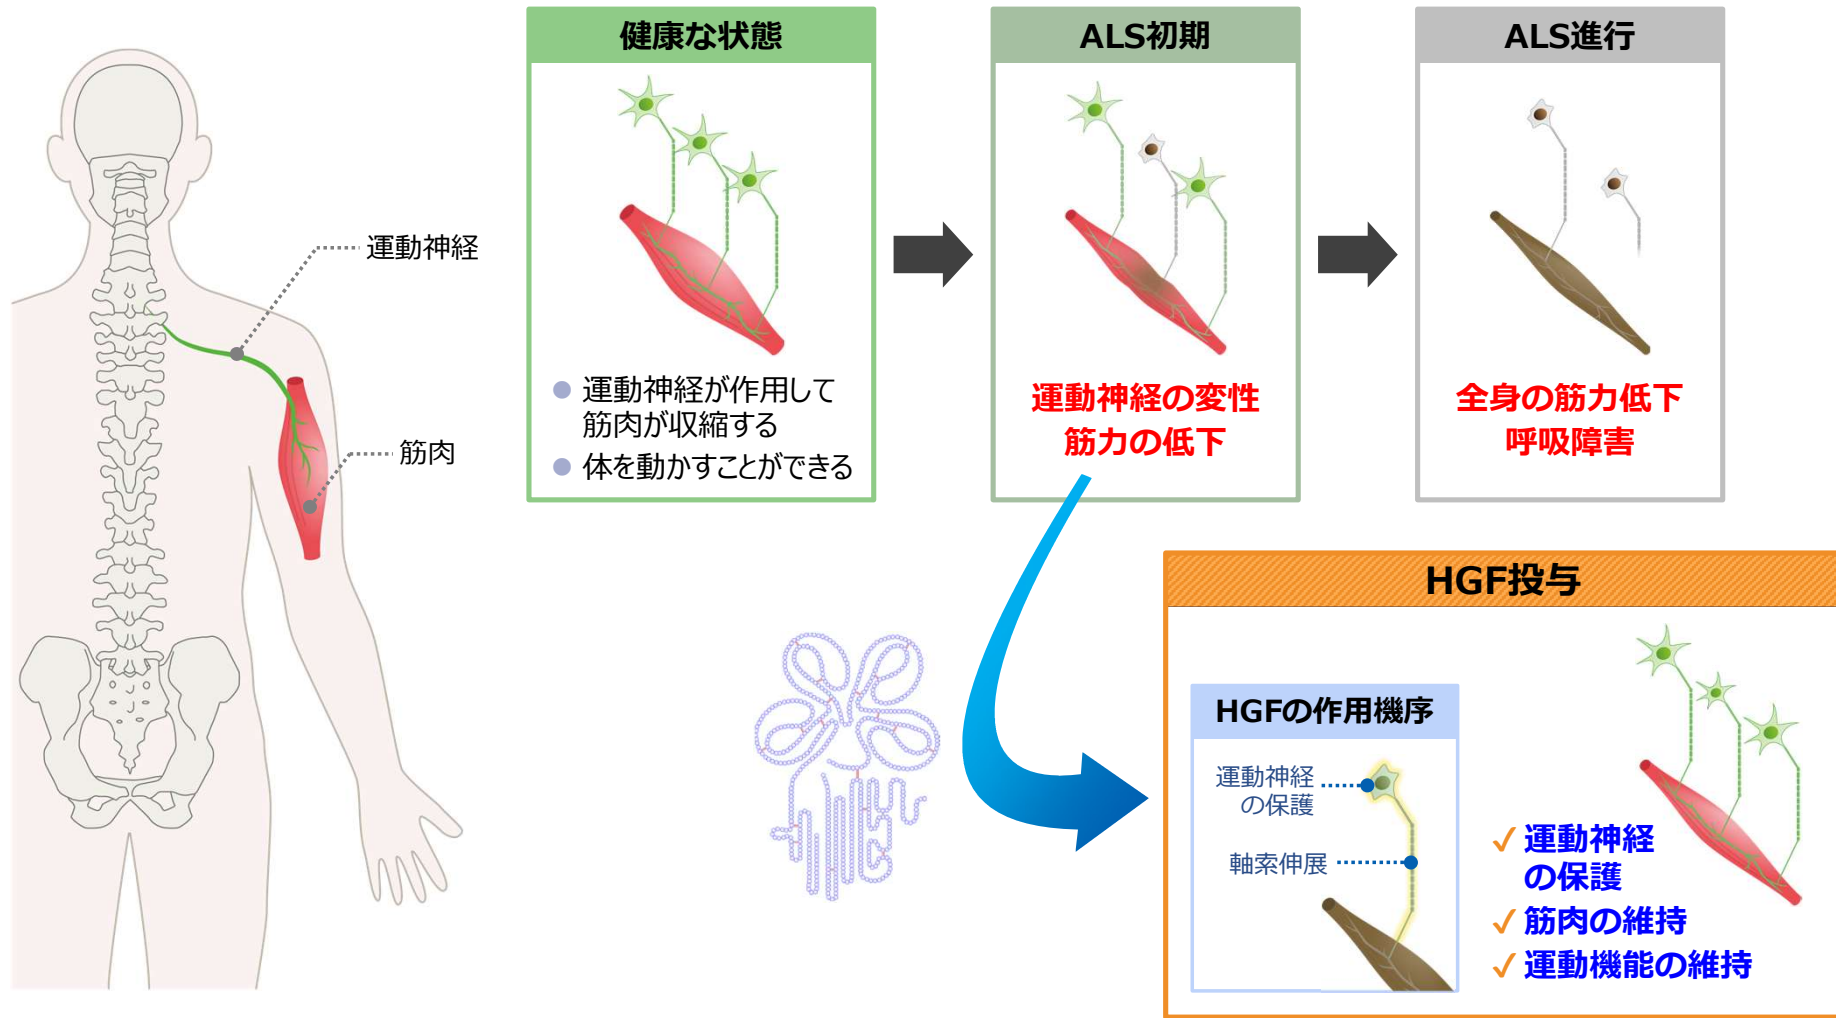 運動神経
筋肉
健康な状態
運動神経が作用して
筋肉が収縮する
体を動かすことができる
ALS初期
運動神経の変性
筋力の低下
ALS進行
全身の筋力低下
呼吸障害
HGF投与
HGFの作用機序
運動神経
の保護
軸索伸展
✓ 運動神経
の保護
✓ 筋肉の維持
✓ 運動機能の維持